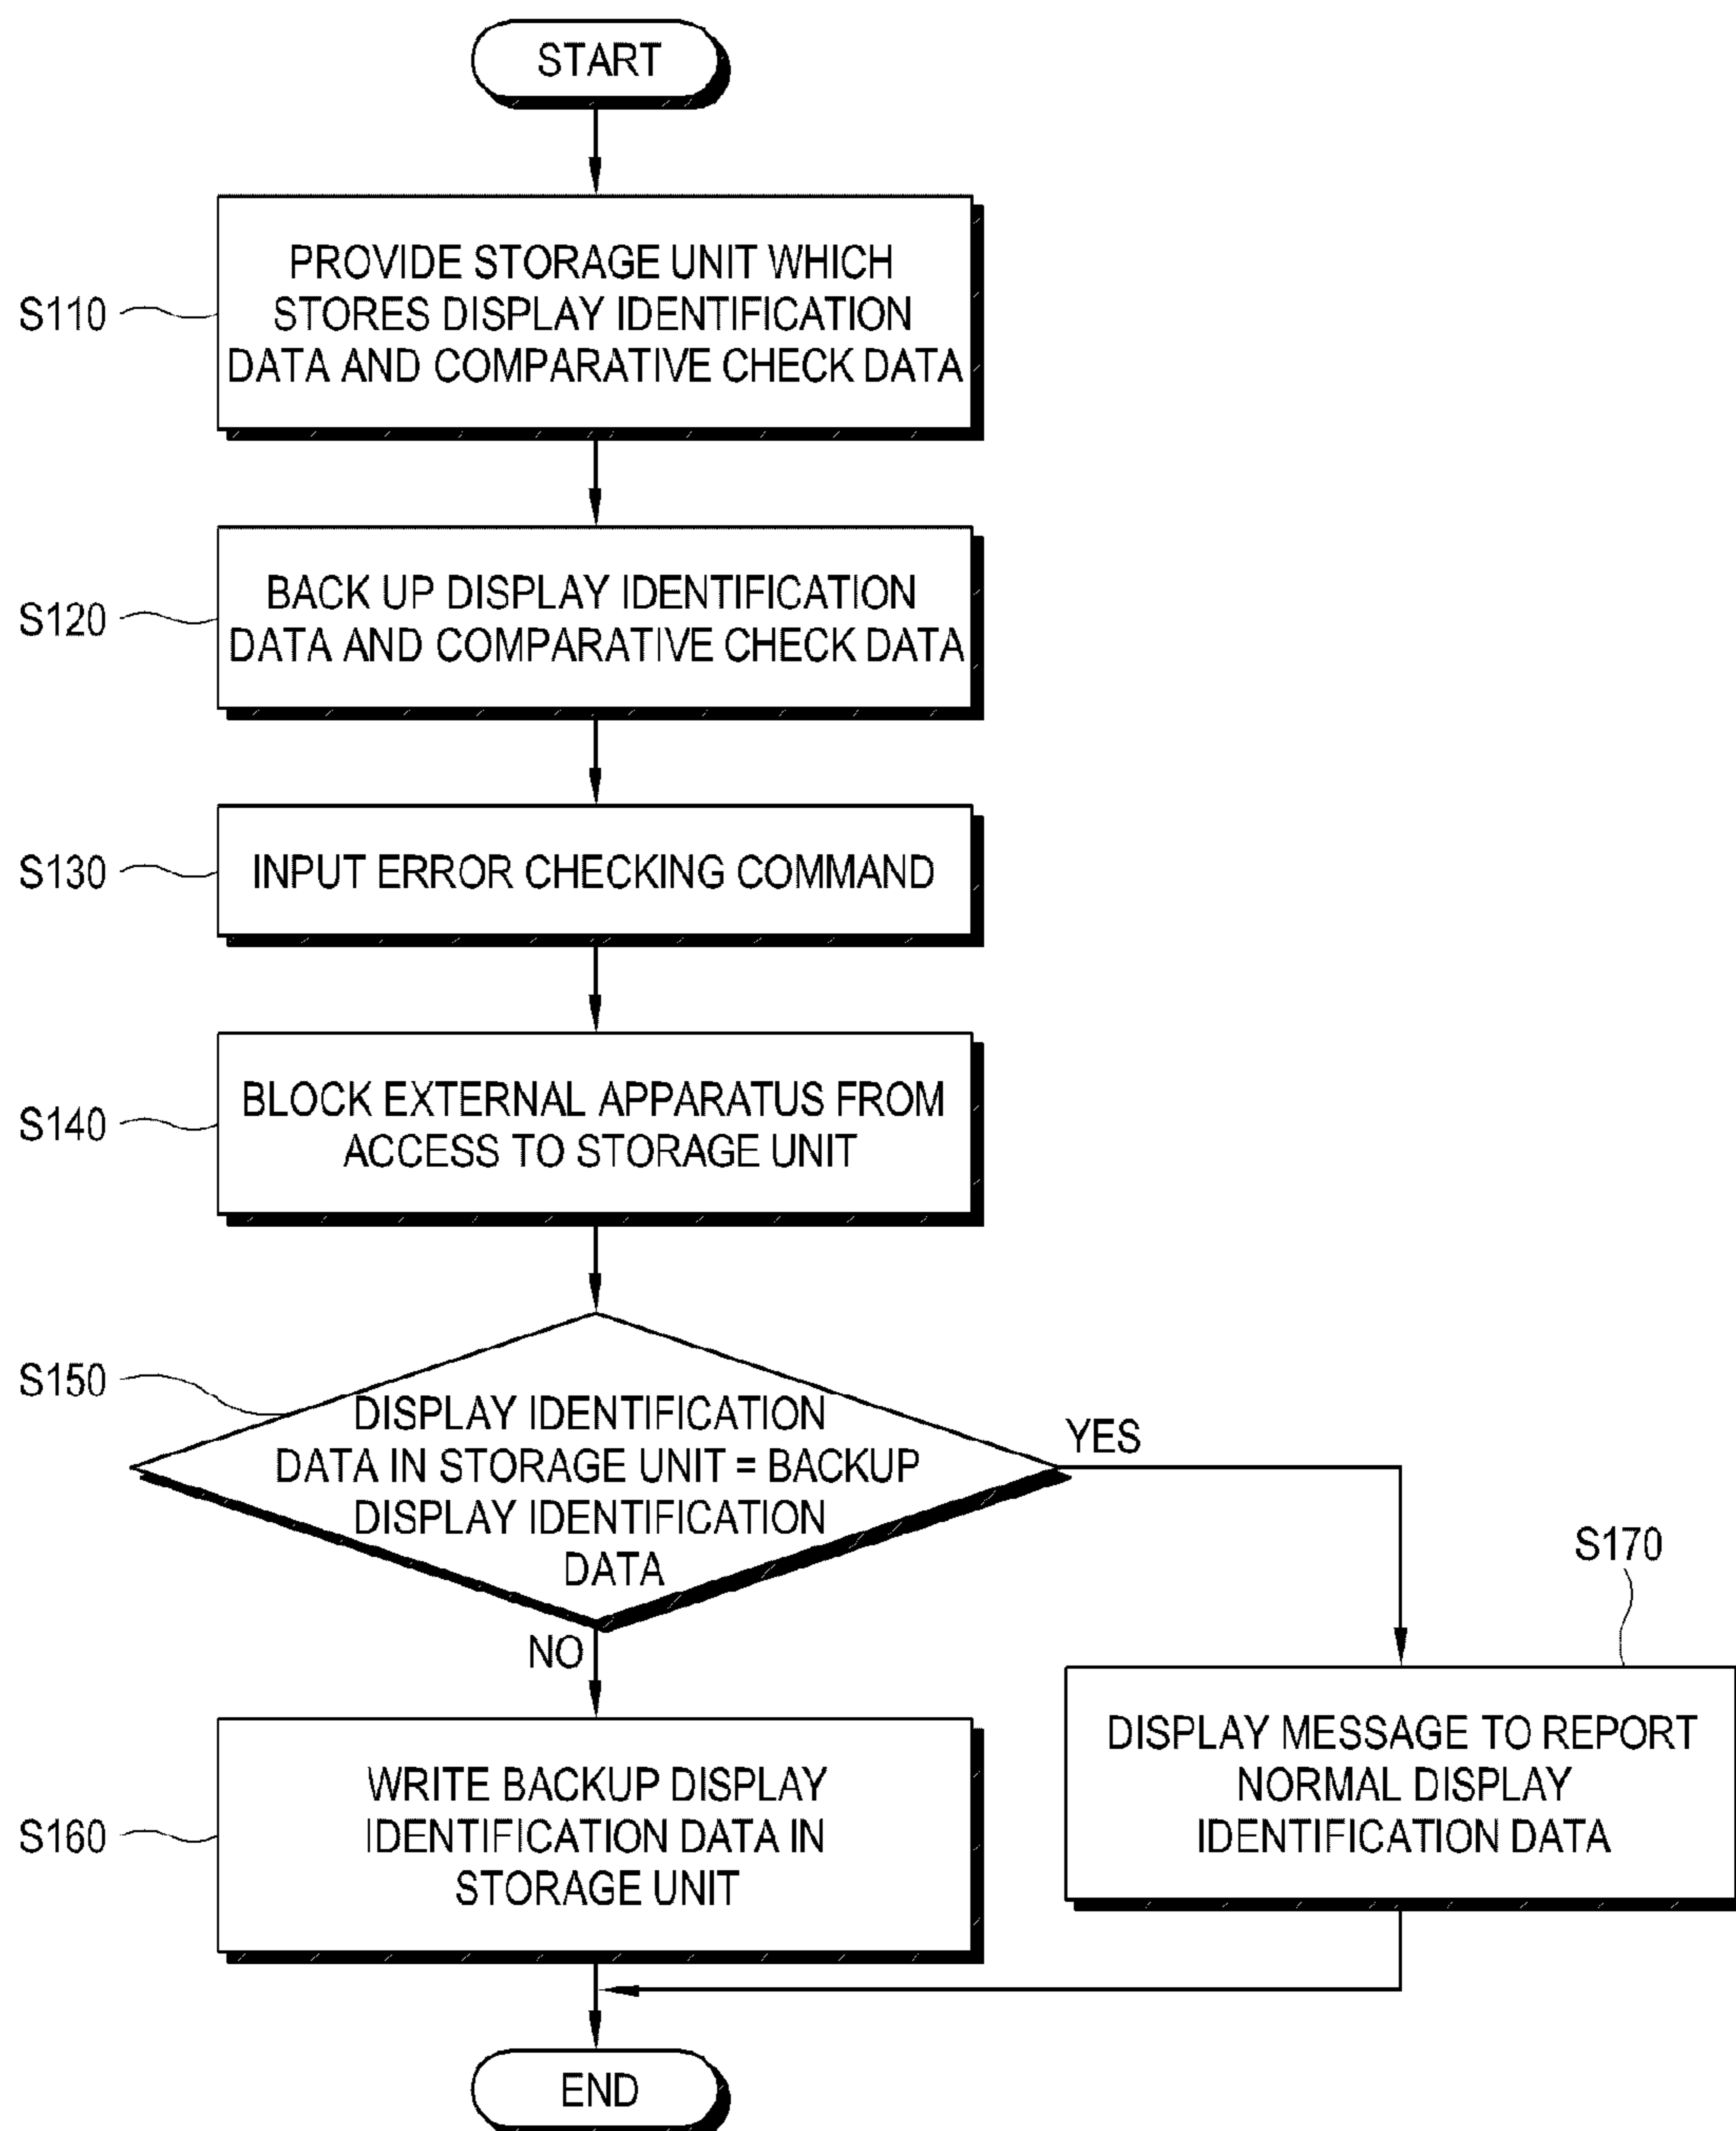 START
S110
PROVIDE STORAGE UNIT WHICH
STORES DISPLAY IDENTIFICATION
DATA AND COMPARATIVE CHECK DATA
S120
BACK UP DISPLAY IDENTIFICATION
DATA AND COMPARATIVE CHECK DATA
S130
INPUT ERROR CHECKING COMMAND
S140
BLOCK EXTERNAL APPARATUS FROM
ACCESS TO STORAGE UNIT
S150
DISPLAY IDENTIFICATION
DATA IN STORAGE UNIT = BACKUP
DISPLAY IDENTIFICATION
DATA
YES
NO
S160
WRITE BACKUP DISPLAY
IDENTIFICATION DATA IN
STORAGE UNIT
S170
DISPLAY MESSAGE TO REPORT
NORMAL DISPLAY
IDENTIFICATION DATA
END